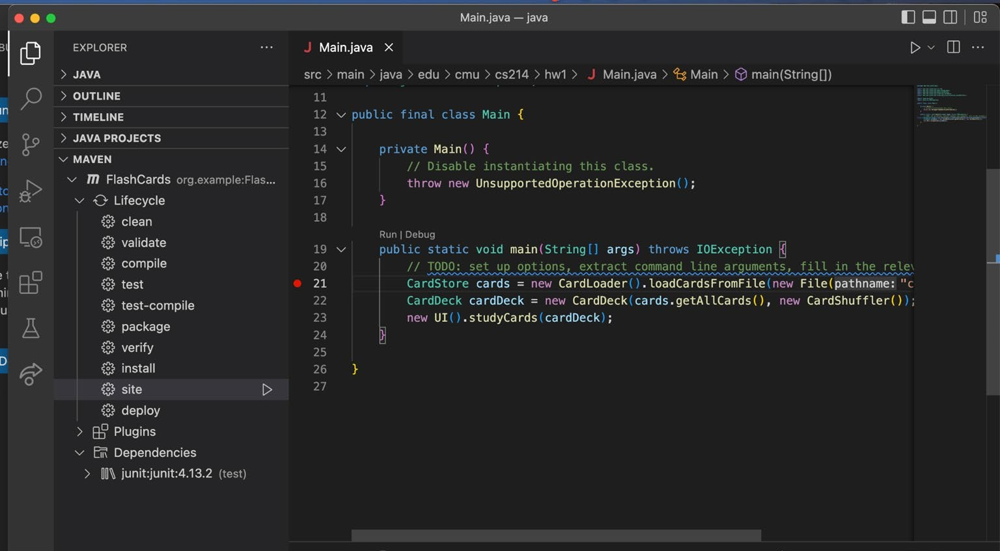 Main.java — java
EXPLORER
JAVA
OUTLINE
TIMELINE
JAVA PROJECTS
MAVEN
FlashCards org.example:Flas...
Lifecycle
clean
validate
compile
test
test-compile
package
verify
install
site
deploy
Plugins
Dependencies
junit:junit:4.13.2 (test)
J Main.java
src > main > java > edu > cmu > cs214 > hw1 > J Main.java > Main > main(String[])
11
12 public final class Main {
13
14 private Main() {
15 // Disable instantiating this class.
16 throw new UnsupportedOperationException();
17 }
18
Run | Debug
19 public static void main(String[] args) throws IOException {
20 // TODO: set up options, extract command line arguments, fill in the relev
21 CardStore cards = new CardLoader().loadCardsFromFile(new File(pathname: "c
22 CardDeck cardDeck = new CardDeck(cards.getAllCards(), new CardShuffler());
23 new UI().studyCards(cardDeck);
24 }
25
26 }
27